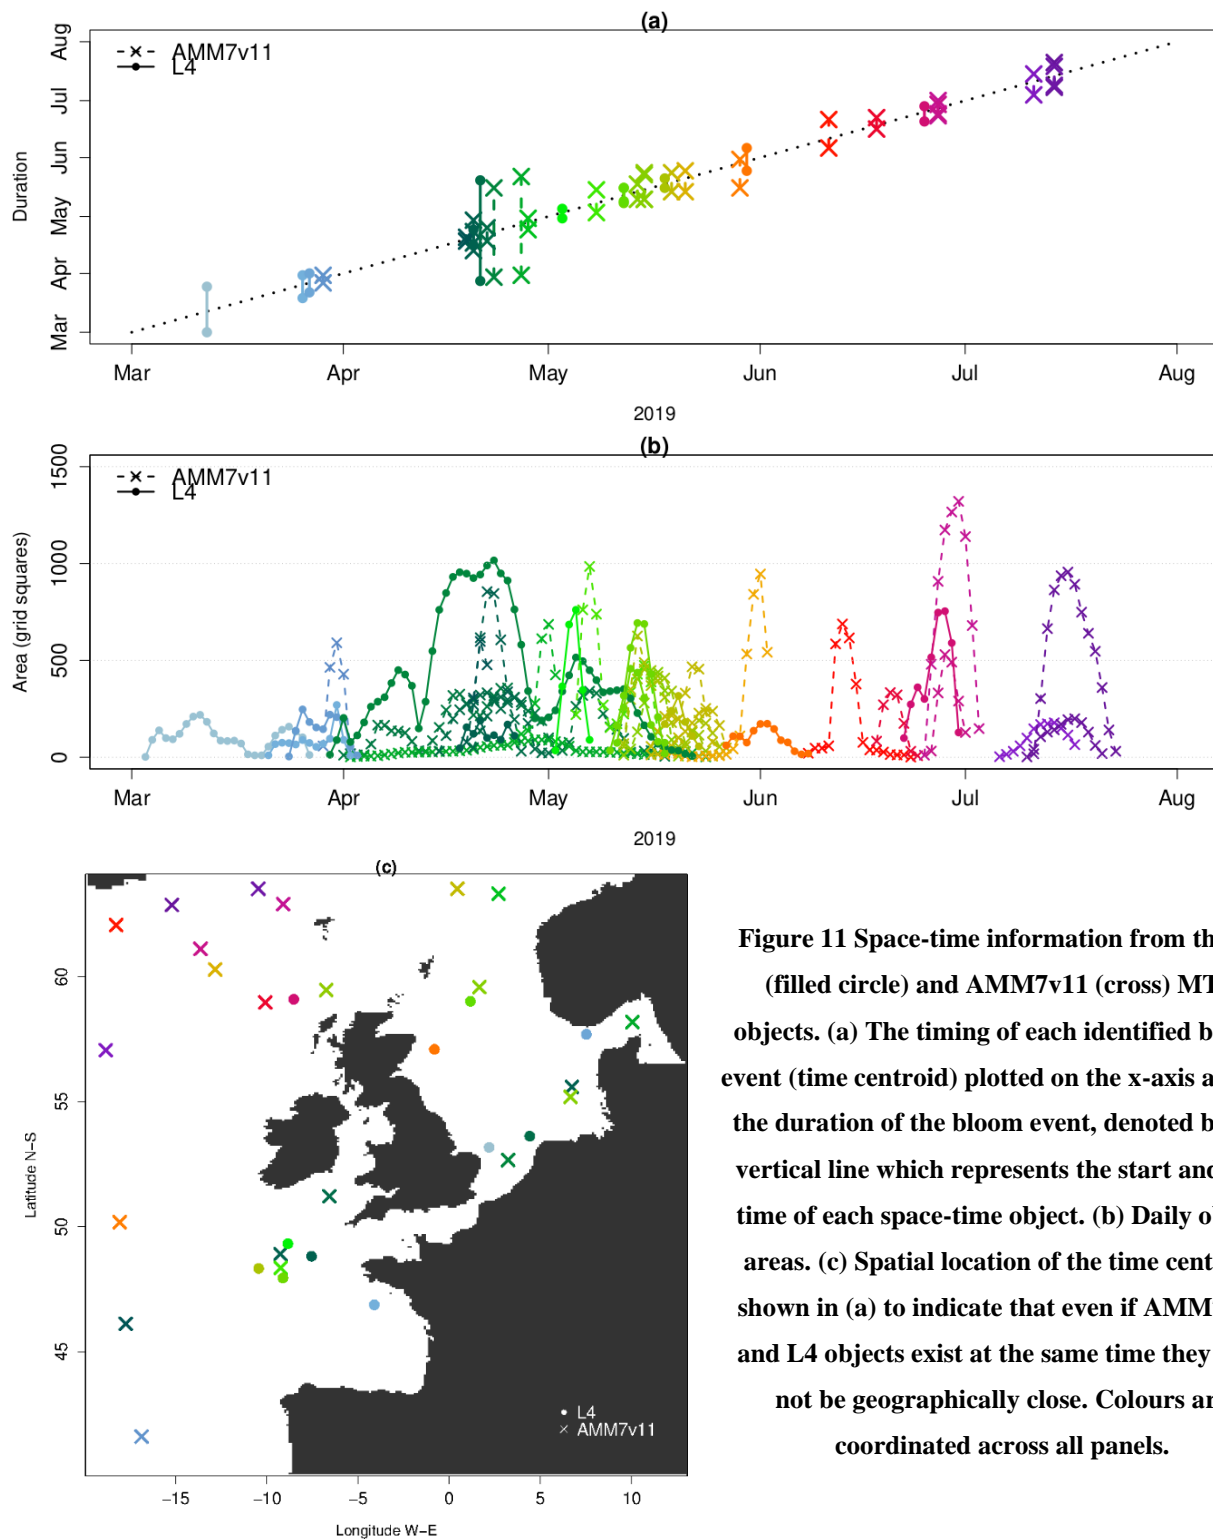 (a)
AMM7v11
L4
Aug
Jul
Jun
May
Apr
Mar
Duration
Mar Apr May Jun Jul Aug
2019
(b)
AMM7v11
L4
1500
1000
500
0
Area (grid squares)
Mar Apr May Jun Jul Aug
2019
(c)
60
55
50
45
Latitude N−S
L4
AMM7v11
−15 −10 −5 0 5 10
Longitude W−E
Figure 11 Space-time information from th
(filled circle) and AMM7v11 (cross) MT
objects. (a) The timing of each identified b
event (time centroid) plotted on the x-axis a
the duration of the bloom event, denoted b
vertical line which represents the start and
time of each space-time object. (b) Daily o
areas. (c) Spatial location of the time cent
shown in (a) to indicate that even if AMM
and L4 objects exist at the same time they
not be geographically close. Colours a
coordinated across all panels.